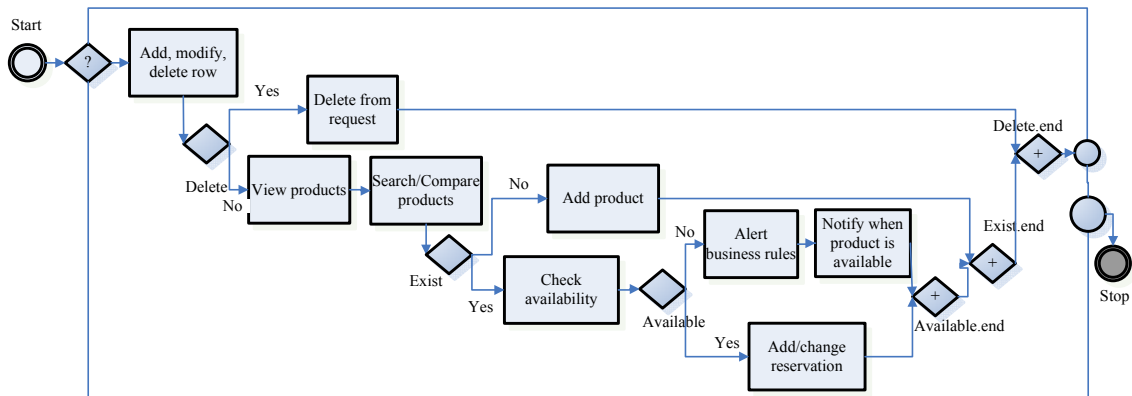 Start
?
Add, modify,
delete row
Yes
Delete from
request
Delete
No
View products
Search/Compare
products
No
Add product
Exist
Yes
Check
availability
Available
No
Alert
business rules
Notify when
product is
available
Yes
Add/change
reservation
+
Available.end
+
Exist.end
+
Delete.end
Stop